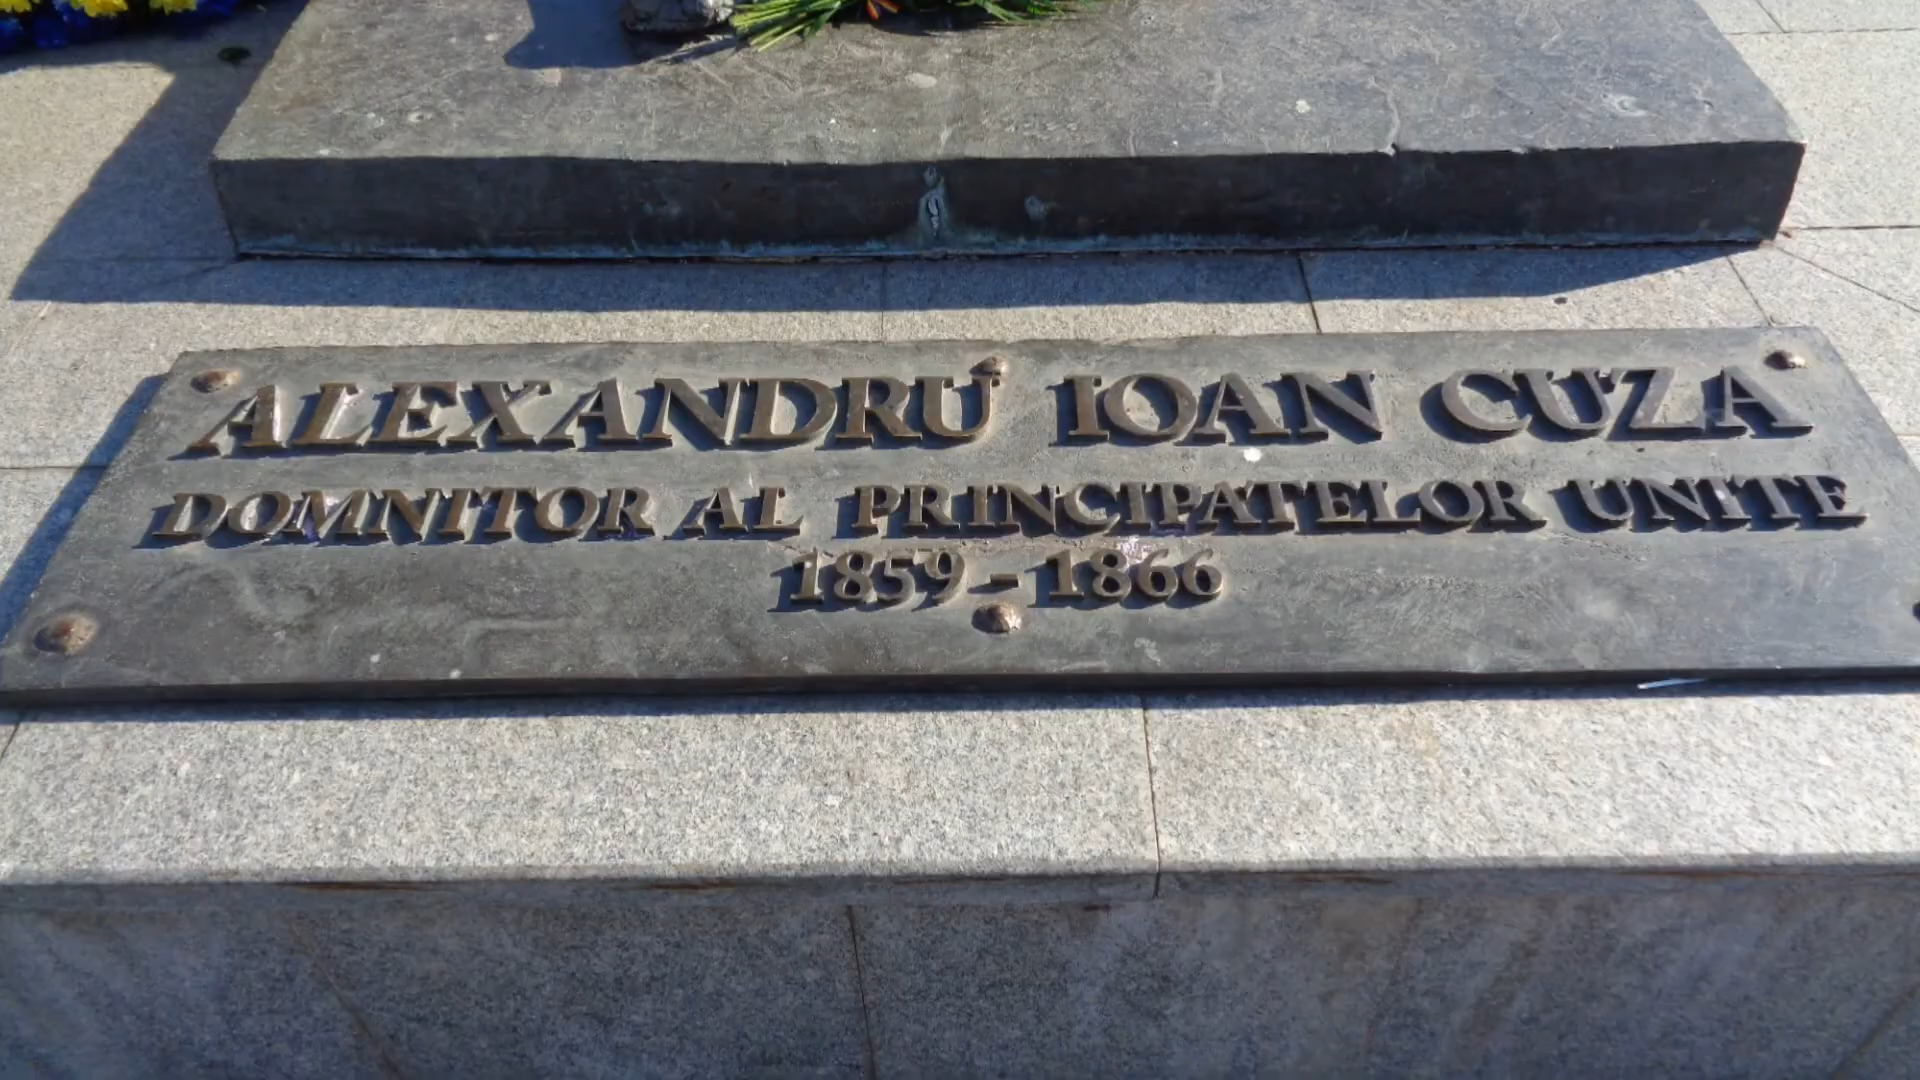 ALEXANDRU IOAN CUZA
DOMNITOR AL PRINCIPATELOR UNITE
1859 - 1866